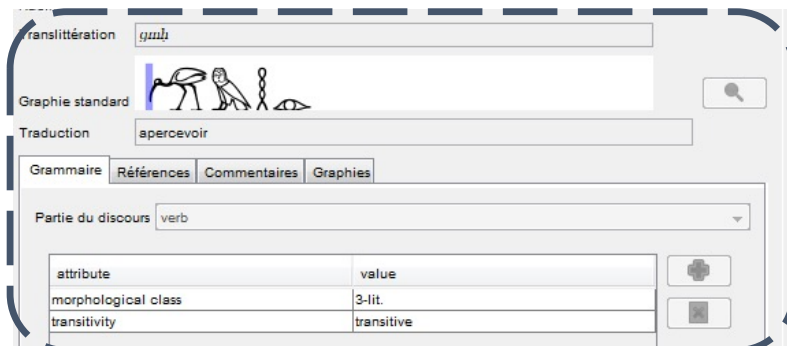 Translittération gmḥ
Graphie standard
Traduction apercevoir
Grammaire Références Commentaires Graphies
Partie du discours verb
attribute value
morphological class 3-lit.
transitivity transitive